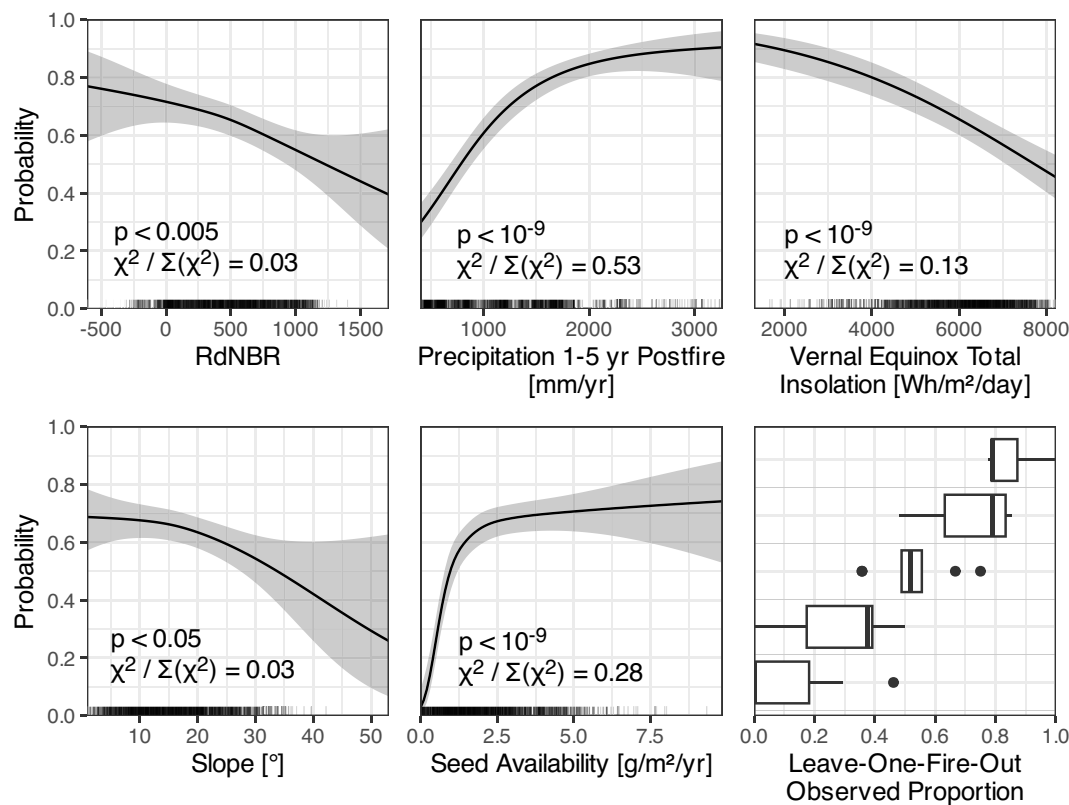 Probability
1.0
0.8
0.6
0.4
0.2
0.0
p < 0.005
χ² / Σ(χ²) = 0.03
-500 0 500 1000 1500
RdNBR
p < 10⁻⁹
χ² / Σ(χ²) = 0.53
1000 2000 3000
Precipitation 1-5 yr Postfire
[mm/yr]
p < 10⁻⁹
χ² / Σ(χ²) = 0.13
2000 4000 6000 8000
Vernal Equinox Total
Insolation [Wh/m²/day]
Probability
1.0
0.8
0.6
0.4
0.2
0.0
p < 0.05
χ² / Σ(χ²) = 0.03
10 20 30 40 50
Slope [°]
p < 10⁻⁹
χ² / Σ(χ²) = 0.28
0.0 2.5 5.0 7.5
Seed Availability [g/m²/yr]
0.0 0.2 0.4 0.6 0.8 1.0
Leave-One-Fire-Out
Observed Proportion